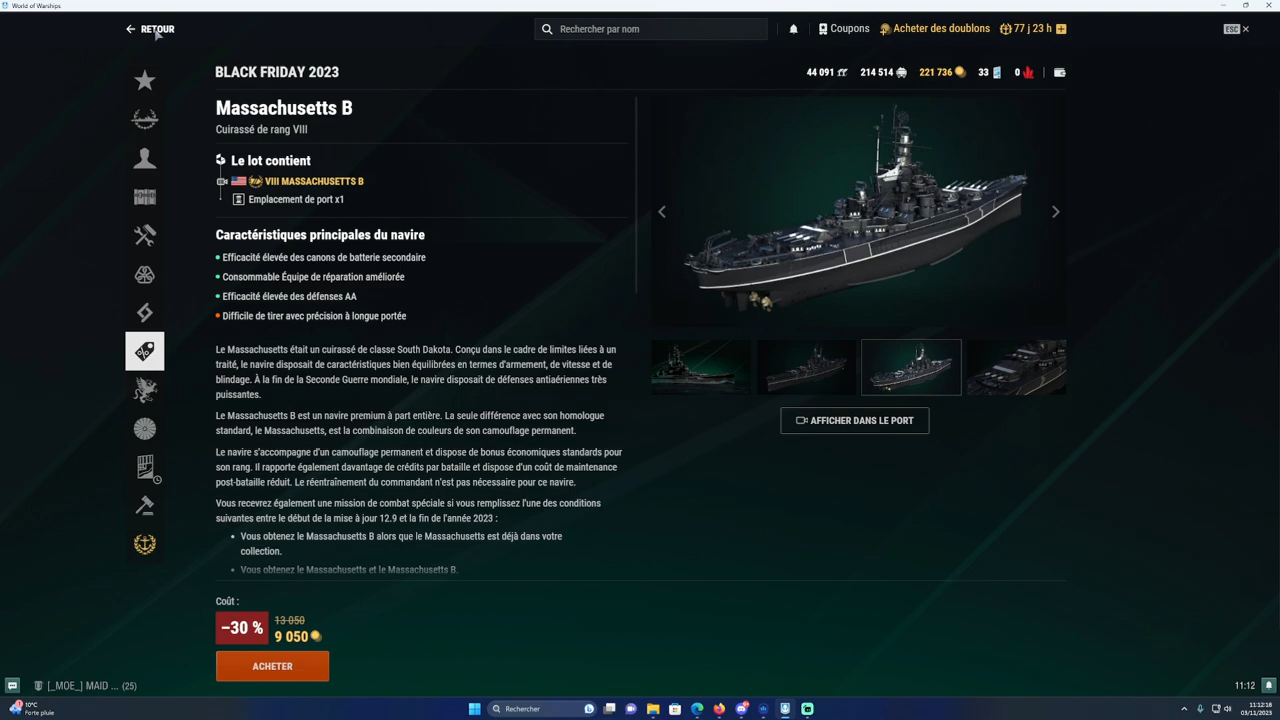 World of Warships
RETOUR
Rechercher par nom
Coupons
Acheter des doublons
77 j 23 h
ESC
BLACK FRIDAY 2023
44 091
214 514
221 736
33
0
Massachusetts B
Cuirassé de rang VIII
Le lot contient
VIII MASSACHUSETTS B
Emplacement de port x1
Caractéristiques principales du navire
Efficacité élevée des canons de batterie secondaire
Consommable Équipe de réparation améliorée
Efficacité élevée des défenses AA
Difficile de tirer avec précision à longue portée
Le Massachusetts était un cuirassé de classe South Dakota. Conçu dans le cadre de limites liées à un
traité, le navire disposait de caractéristiques bien équilibrées en termes d'armement, de vitesse et de
blindage. À la fin de la Seconde Guerre mondiale, le navire disposait de défenses antiaériennes très
puissantes.
Le Massachusetts B est un navire premium à part entière. La seule différence avec son homologue
standard, le Massachusetts, est la combinaison de couleurs de son camouflage permanent.
Le navire s'accompagne d'un camouflage permanent et dispose de bonus économiques standards pour
son rang. Il rapporte également davantage de crédits par bataille et dispose d'un coût de maintenance
post-bataille réduit. Le réentraînement du commandant n'est pas nécessaire pour ce navire.
Vous recevrez également une mission de combat spéciale si vous remplissez l'une des conditions
suivantes entre le début de la mise à jour 12.9 et la fin de l'année 2023 :
• Vous obtenez le Massachusetts B alors que le Massachusetts est déjà dans votre
collection.
• Vous obtenez le Massachusetts et le Massachusetts B.
AFFICHER DANS LE PORT
Coût :
−30 %
13 050
9 050
ACHETER
[_MOE_] MAID ... (25)
11:12
10°C
Forte pluie
Rechercher
11:12:18
03/11/2023